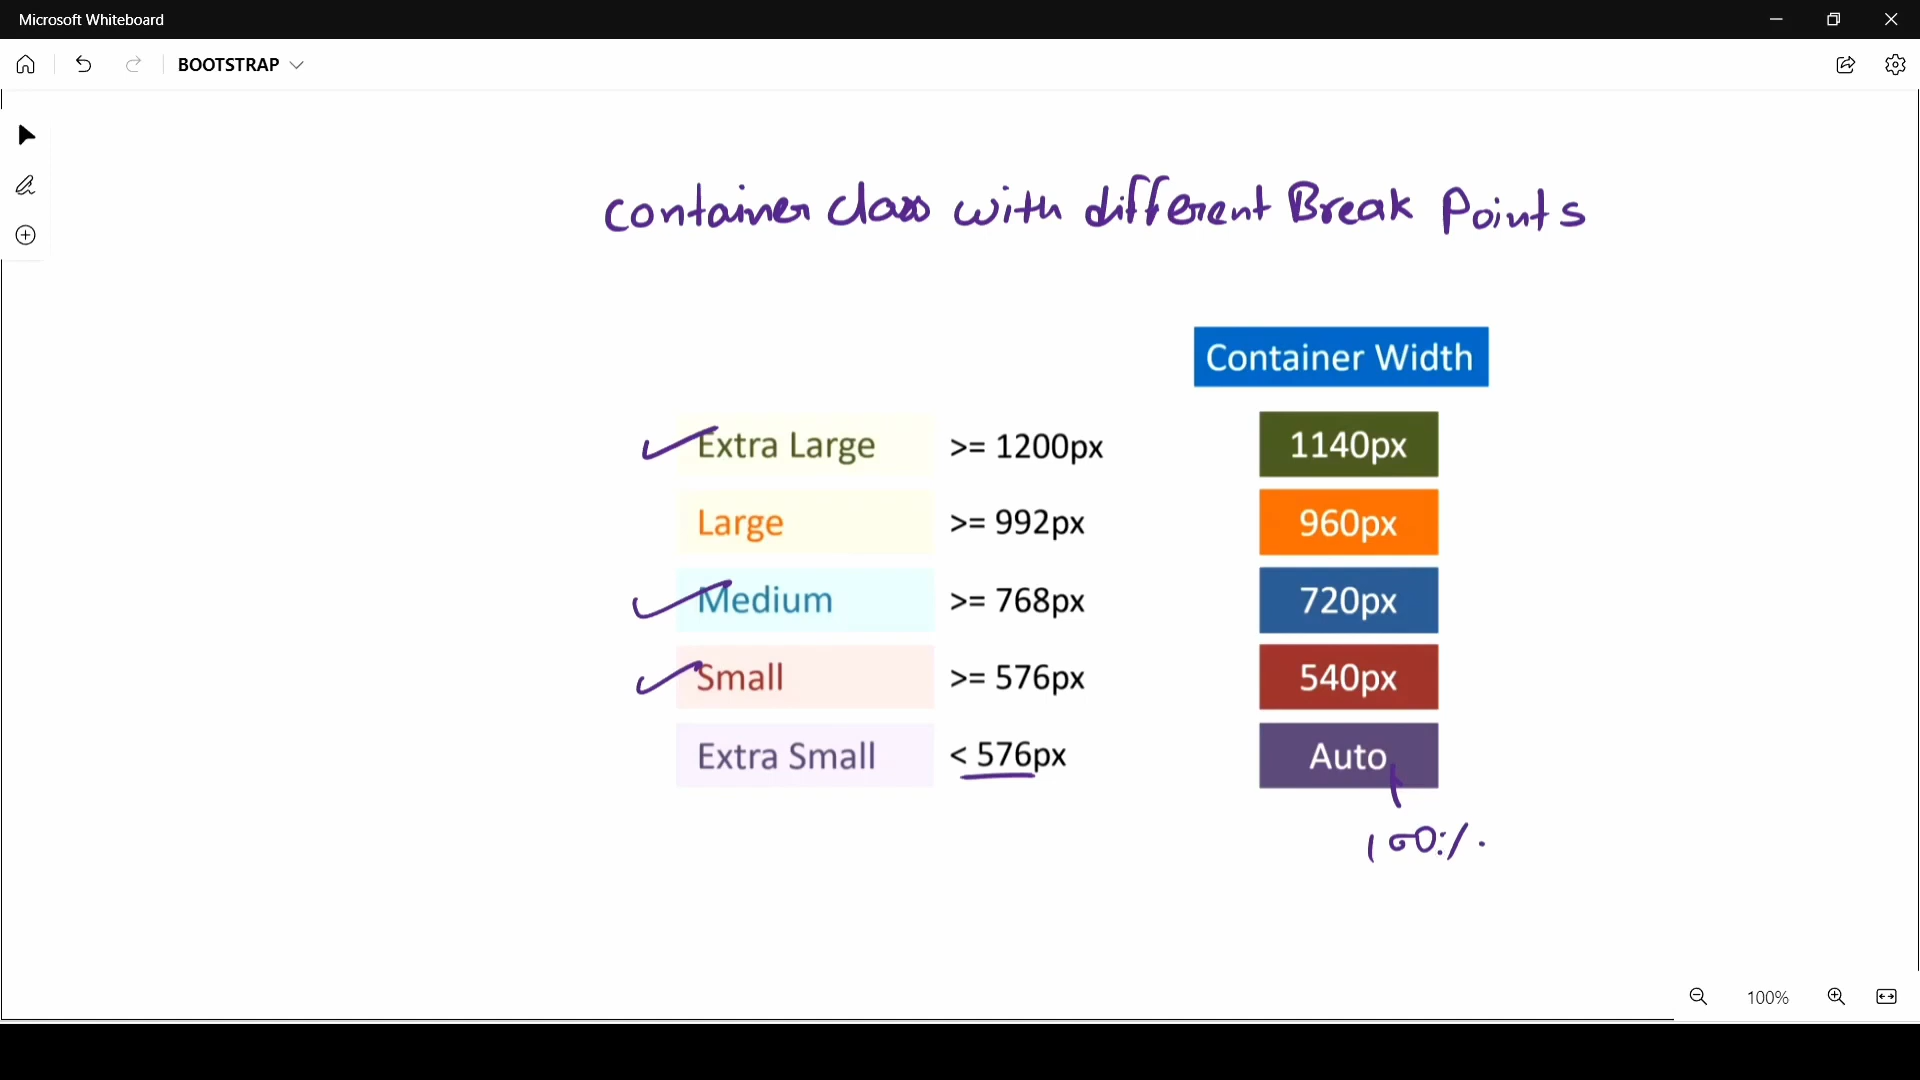 Microsoft Whiteboard
BOOTSTRAP
container class with different Break Points
Container Width
Extra Large >= 1200px 1140px
Large >= 992px 960px
Medium >= 768px 720px
Small >= 576px 540px
Extra Small < 576px Auto
100%.
100%